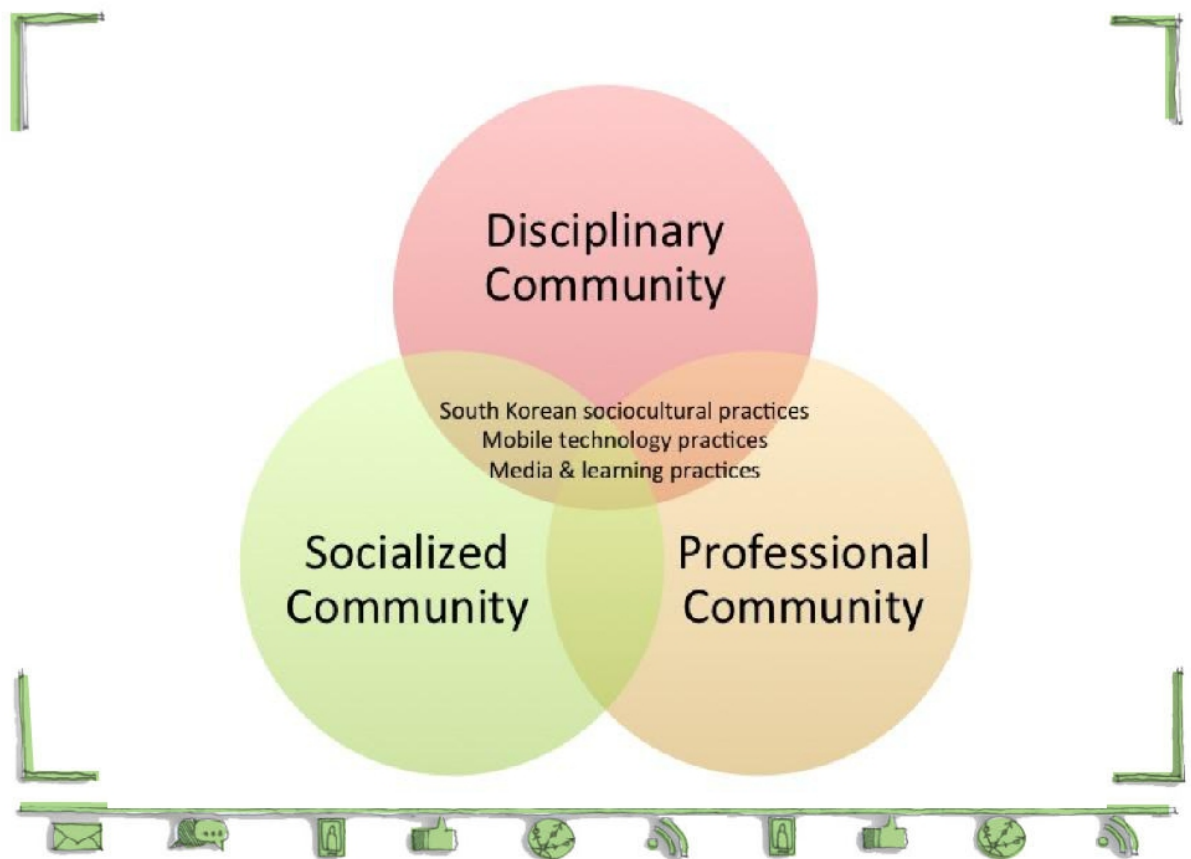 Disciplinary
Community
South Korean sociocultural practices
Mobile technology practices
Media & learning practices
Socialized
Community
Professional
Community